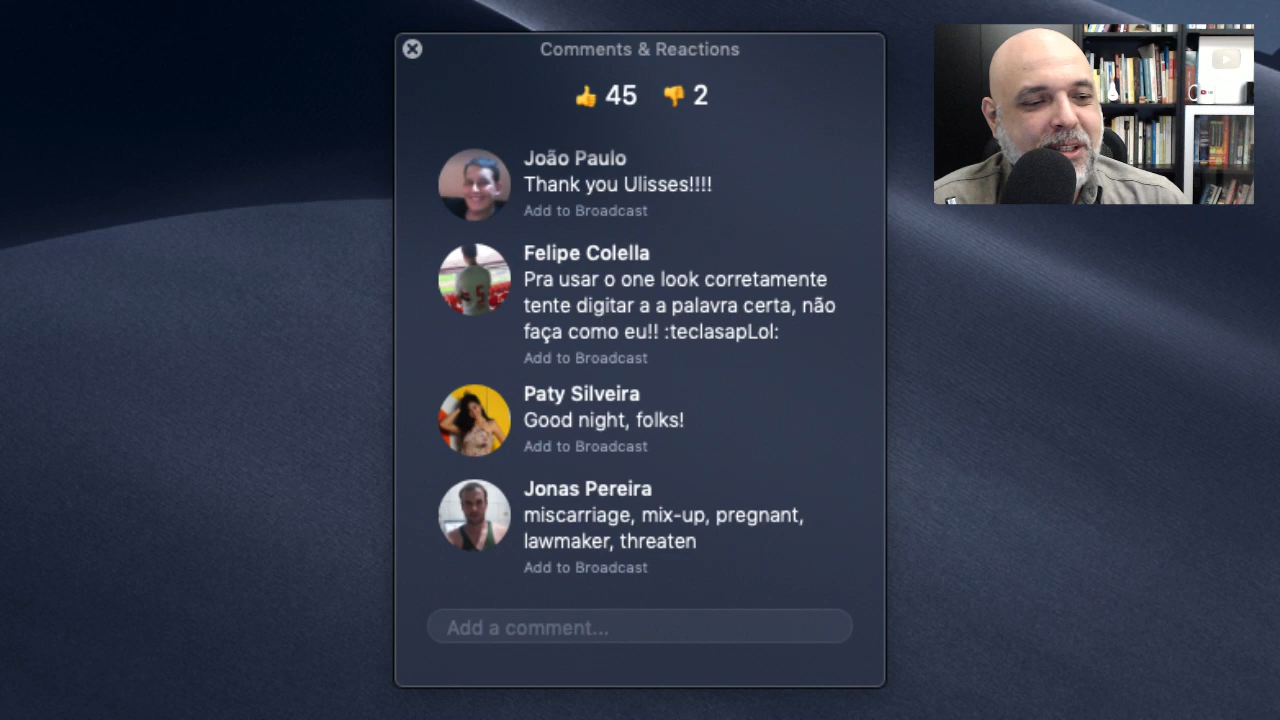 Comments & Reactions
👍 45 👎 2
João Paulo
Thank you Ulisses!!!!
Add to Broadcast
Felipe Colella
Pra usar o one look corretamente
tente digitar a a palavra certa, não
faça como eu!! :teclasapLol:
Add to Broadcast
Paty Silveira
Good night, folks!
Add to Broadcast
Jonas Pereira
miscarriage, mix-up, pregnant,
lawmaker, threaten
Add to Broadcast
Add a comment...